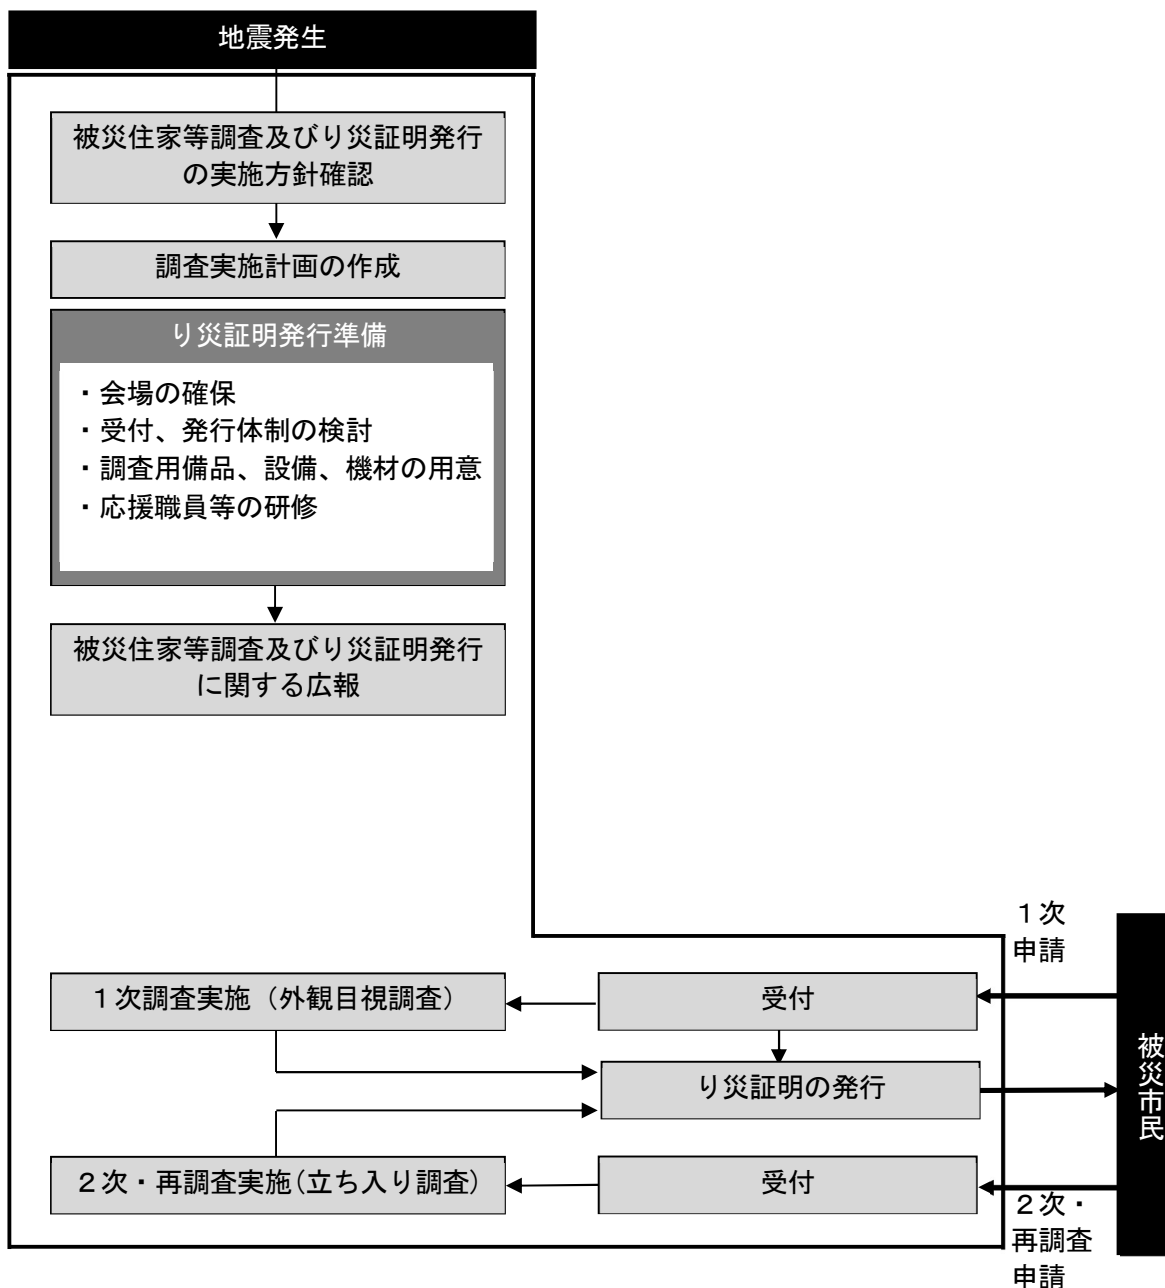 地震発生
被災住家等調査及びり災証明発行
の実施方針確認
調査実施計画の作成
り災証明発行準備
・会場の確保
・受付、発行体制の検討
・調査用備品、設備、機材の用意
・応援職員等の研修
被災住家等調査及びり災証明発行
に関する広報
１次
申請
１次調査実施（外観目視調査）
受付
り災証明の発行
被災市民
２次・再調査実施(立ち入り調査)
受付
２次・
再調査
申請